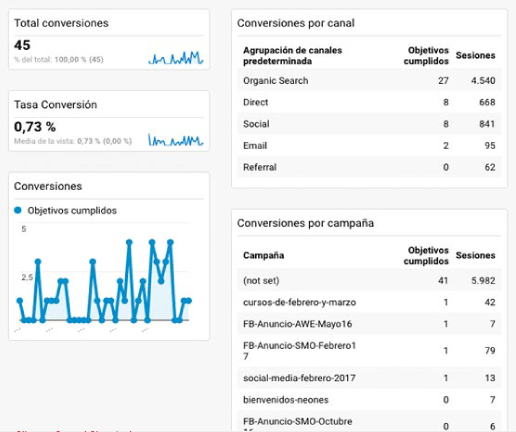 Total conversiones
45
% del total: 100,00 % (45)
Tasa Conversión
0,73 %
Media de la vista: 0,73 % (0,00 %)
Conversiones
Objetivos cumplidos
5
2,5
Conversiones por canal
Agrupación de canales predeterminada Objetivos cumplidos Sesiones
Organic Search 27 4.540
Direct 8 668
Social 8 841
Email 2 95
Referral 0 62
Conversiones por campaña
Campaña Objetivos cumplidos Sesiones
(not set) 41 5.982
cursos-de-febrero-y-marzo 1 42
FB-Anuncio-AWE-Mayo16 1 7
FB-Anuncio-SMO-Febrero1
7 1 79
social-media-febrero-2017 1 13
bienvenidos-neones 0 7
FB-Anuncio-SMO-Octubre
16 0 6